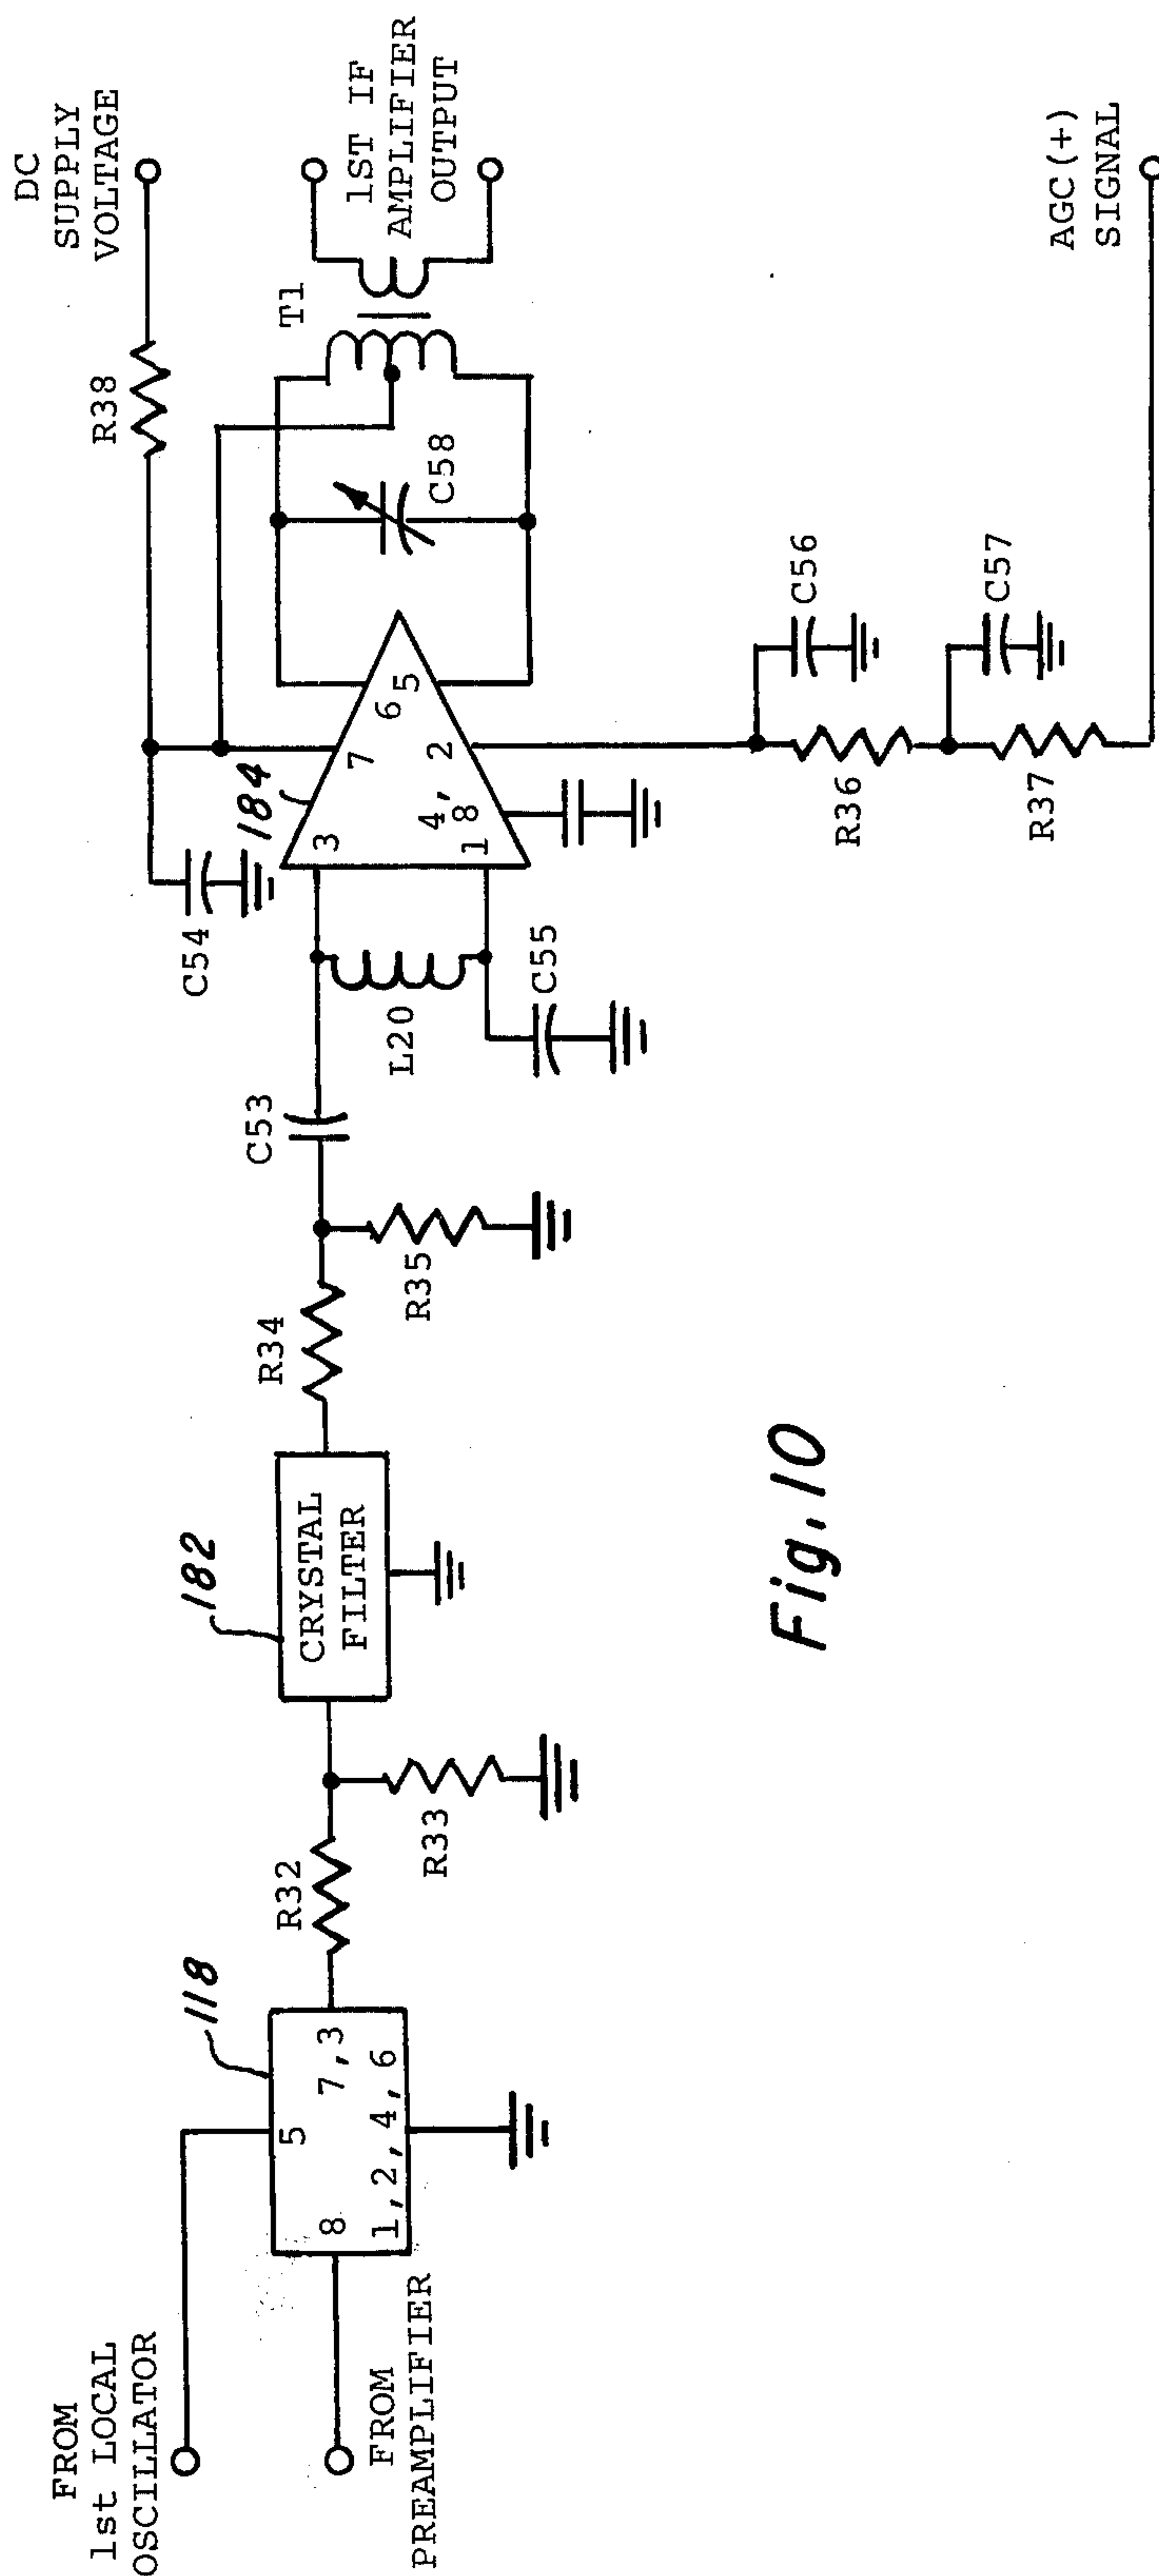 FROM
1st LOCAL
OSCILLATOR
FROM
PREAMPLIFIER
118
5
8
7,3
1,2,4,6
R32
R33
182
CRYSTAL
FILTER
R34
R35
C53
L20
C55
C54
184
3
7
6
5
4,
8
2
1
R38
DC
SUPPLY
VOLTAGE
C58
T1
1ST IF
AMPLIFIER
OUTPUT
C56
R36
C57
R37
AGC(+)
SIGNAL
Fig. 10